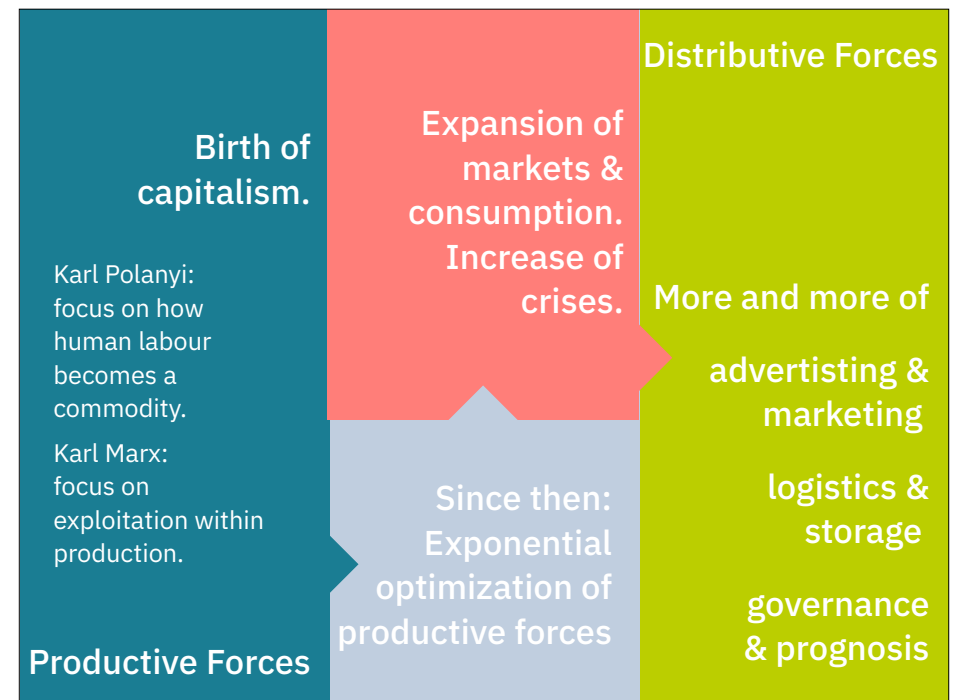 Birth of
capitalism.
Karl Polanyi:
focus on how
human labour
becomes a
commodity.
Karl Marx:
focus on
exploitation within
production.
Productive Forces
Since then:
Exponential
optimization of
productive forces
Expansion of
markets &
consumption.
Increase of
crises.
Distributive Forces
More and more of
advertisting &
marketing
logistics &
storage
governance
& prognosis